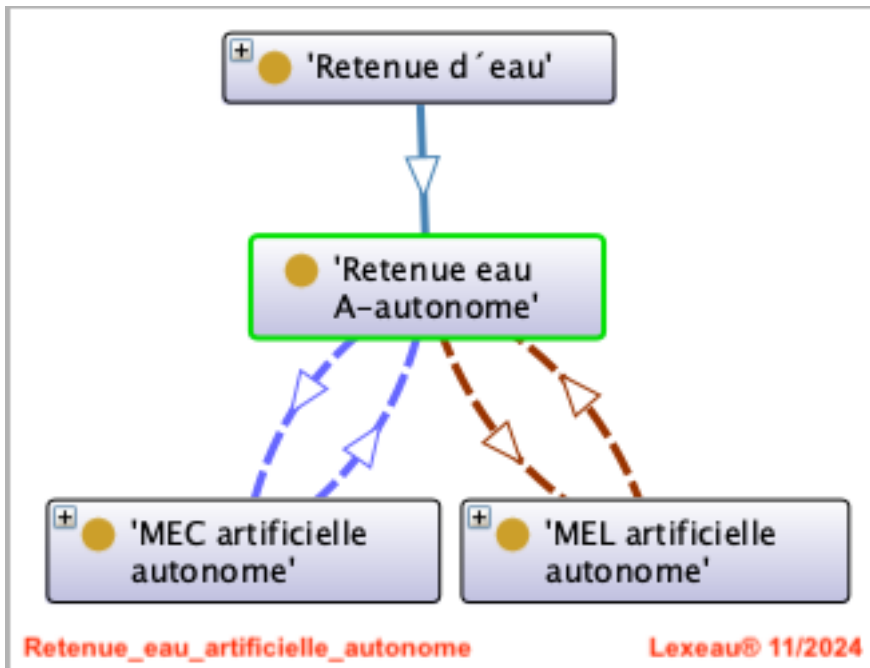 'Retenue d´eau'
'Retenue eau
A-autonome'
'MEC artificielle
autonome'
'MEL artificielle
autonome'
Retenue_eau_artificielle_autonome
Lexeau® 11/2024